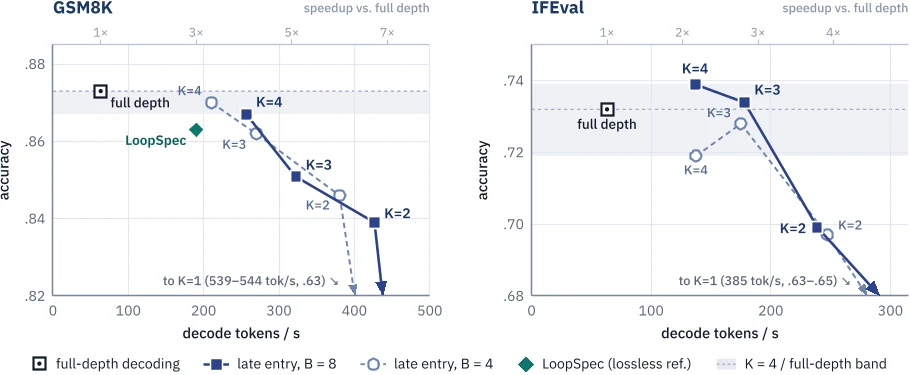 GSM8K
speedup vs. full depth
1× 3× 5× 7×
.88
.86
.84
.82
accuracy
K=4
full depth
K=4
LoopSpec
K=3
K=3
K=2
K=2
to K=1 (539–544 tok/s, .63) ↘
0 100 200 300 400 500
decode tokens / s
IFEval
speedup vs. full depth
1× 2× 3× 4×
.74
.72
.70
.68
accuracy
K=4
K=3
K=3
full depth
K=4
K=2
K=2
to K=1 (385 tok/s, .63–.65) ↘
0 100 200 300
decode tokens / s
full-depth decoding
late entry, B = 8
late entry, B = 4
LoopSpec (lossless ref.)
K = 4 / full-depth band